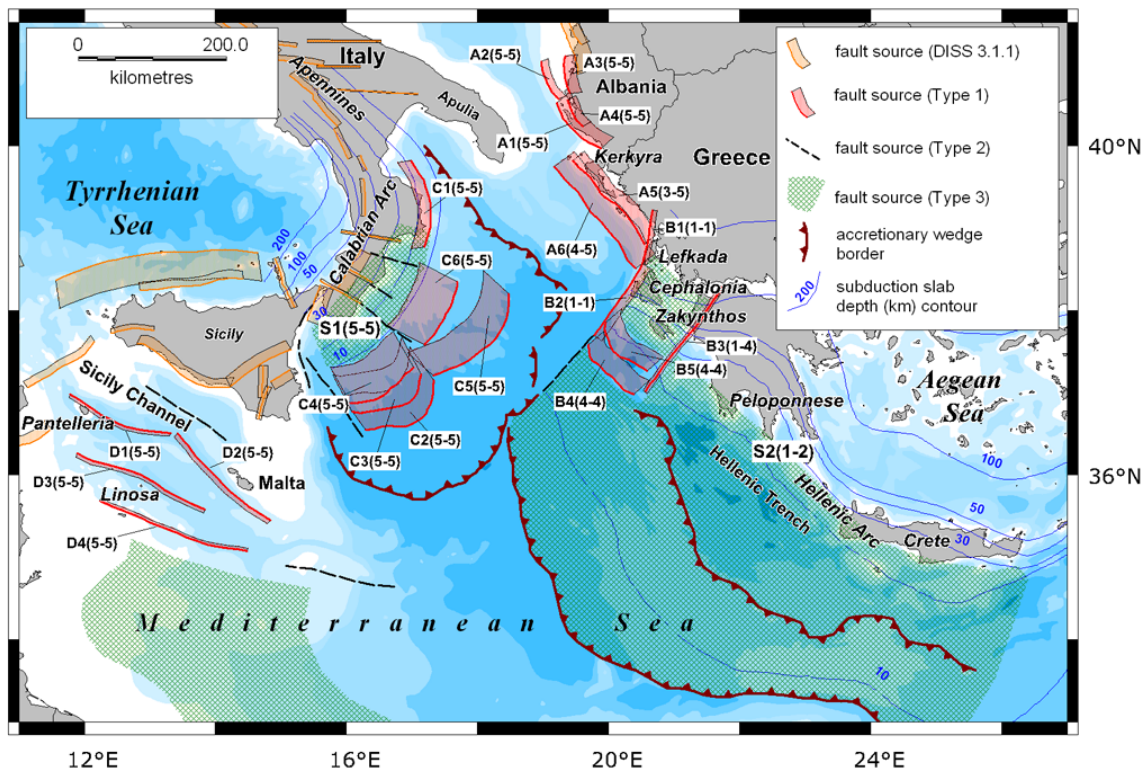 0 200.0
kilometres
Italy
Apennines
Apulia
A2(5-5)
A3(5-5)
Albania
A4(5-5)
A1(5-5)
Kerkyra
Greece
40°N
Tyrrhenian
Sea
Calabrian Arc
C1(5-5)
A5(3-5)
B1(1-1)
A6(4-5)
Lefkada
200
100
50
C6(5-5)
Cephalonia
B2(1-1)
Zakynthos
30
Sicily
S1(5-5)
10
B3(1-4)
B5(4-4)
C5(5-5)
B4(4-4)
Peloponnese
Aegean
Sea
Sicily Channel
C4(5-5)
C2(5-5)
C3(5-5)
Pantelleria
D1(5-5)
D2(5-5)
S2(1-2)
100
D3(5-5)
Linosa
Malta
36°N
Hellenic Trench
Hellenic Arc
50
30
Crete
D4(5-5)
Mediterranean Sea
10
12°E 16°E 20°E 24°E
fault source (DISS 3.1.1)
fault source (Type 1)
fault source (Type 2)
fault source (Type 3)
accretionary wedge
border
200
subduction slab
depth (km) contour